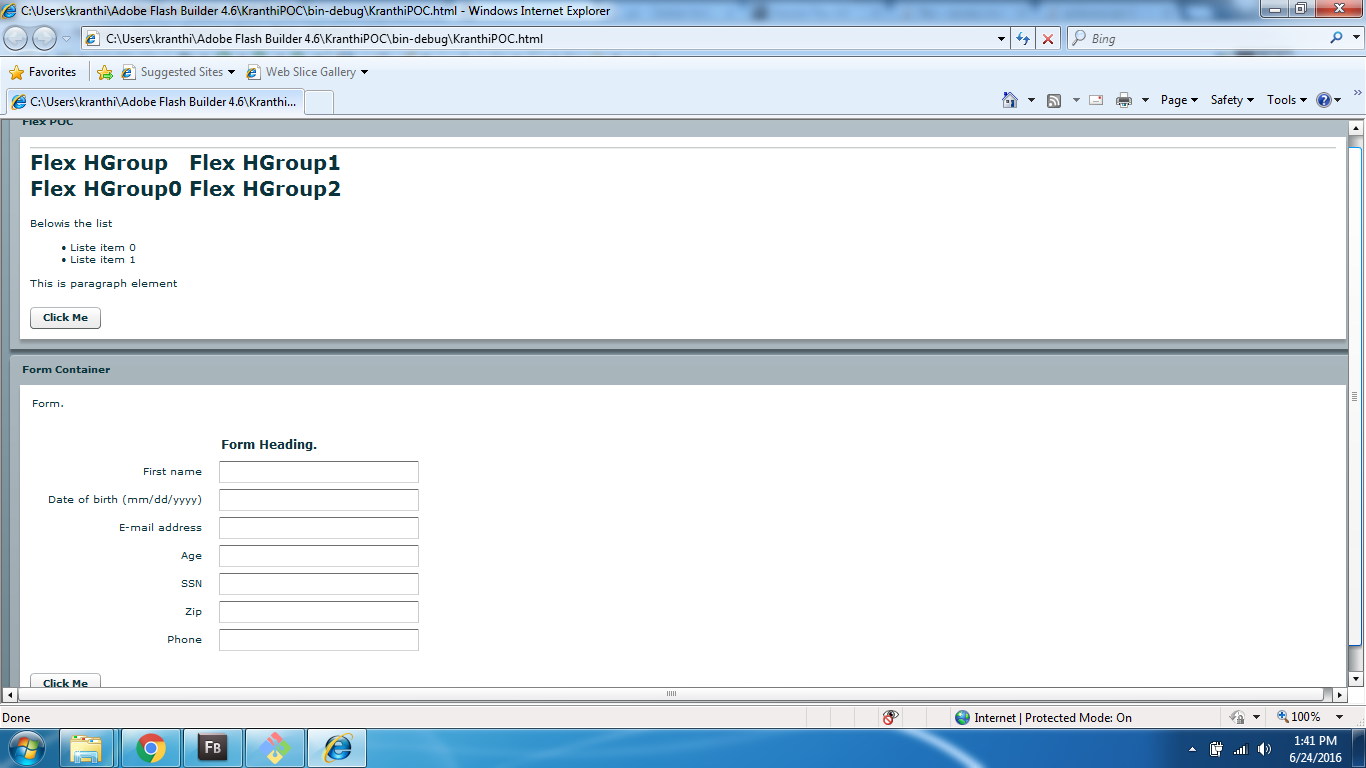 C:\Users\kranthi\Adobe Flash Builder 4.6\KranthiPOC\bin-debug\KranthiPOC.html - Windows Internet Explorer
C:\Users\kranthi\Adobe Flash Builder 4.6\KranthiPOC\bin-debug\KranthiPOC.html
Bing
Favorites
Suggested Sites
Web Slice Gallery
C:\Users\kranthi\Adobe Flash Builder 4.6\Kranthi...
Page
Safety
Tools
Flex POC
Flex HGroup Flex HGroup1
Flex HGroup0 Flex HGroup2
Belowis the list
• Liste item 0
• Liste item 1
This is paragraph element
Click Me
Form Container
Form.
Form Heading.
First name
Date of birth (mm/dd/yyyy)
E-mail address
Age
SSN
Zip
Phone
Click Me
Done
Internet | Protected Mode: On
100%
FB
1:41 PM
6/24/2016